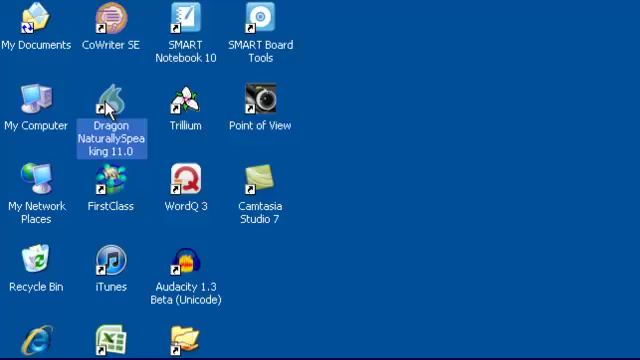 My Documents
CoWriter SE
SMART
Notebook 10
SMART Board
Tools
My Computer
Dragon
NaturallySpea
king 11.0
Trillium
Point of View
My Network
Places
FirstClass
WordQ 3
Camtasia
Studio 7
Recycle Bin
iTunes
Audacity 1.3
Beta (Unicode)